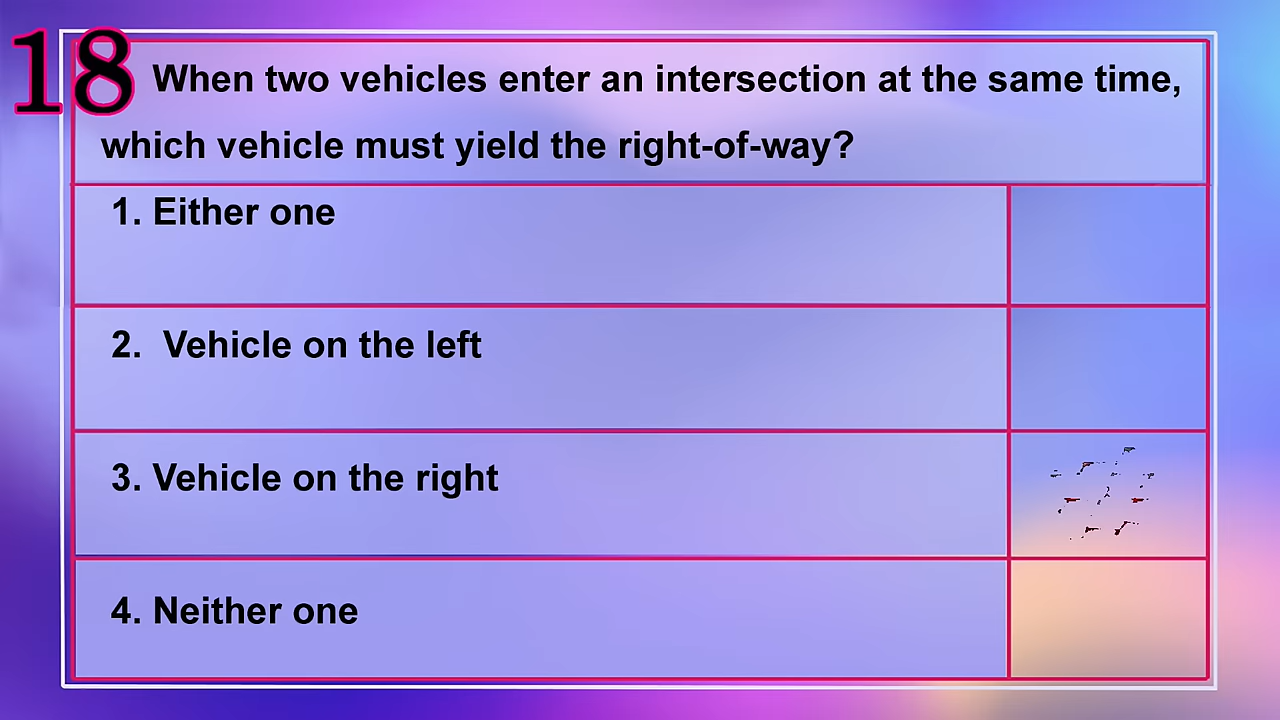 18 When two vehicles enter an intersection at the same time,
which vehicle must yield the right-of-way?
1. Either one
2. Vehicle on the left
3. Vehicle on the right
4. Neither one